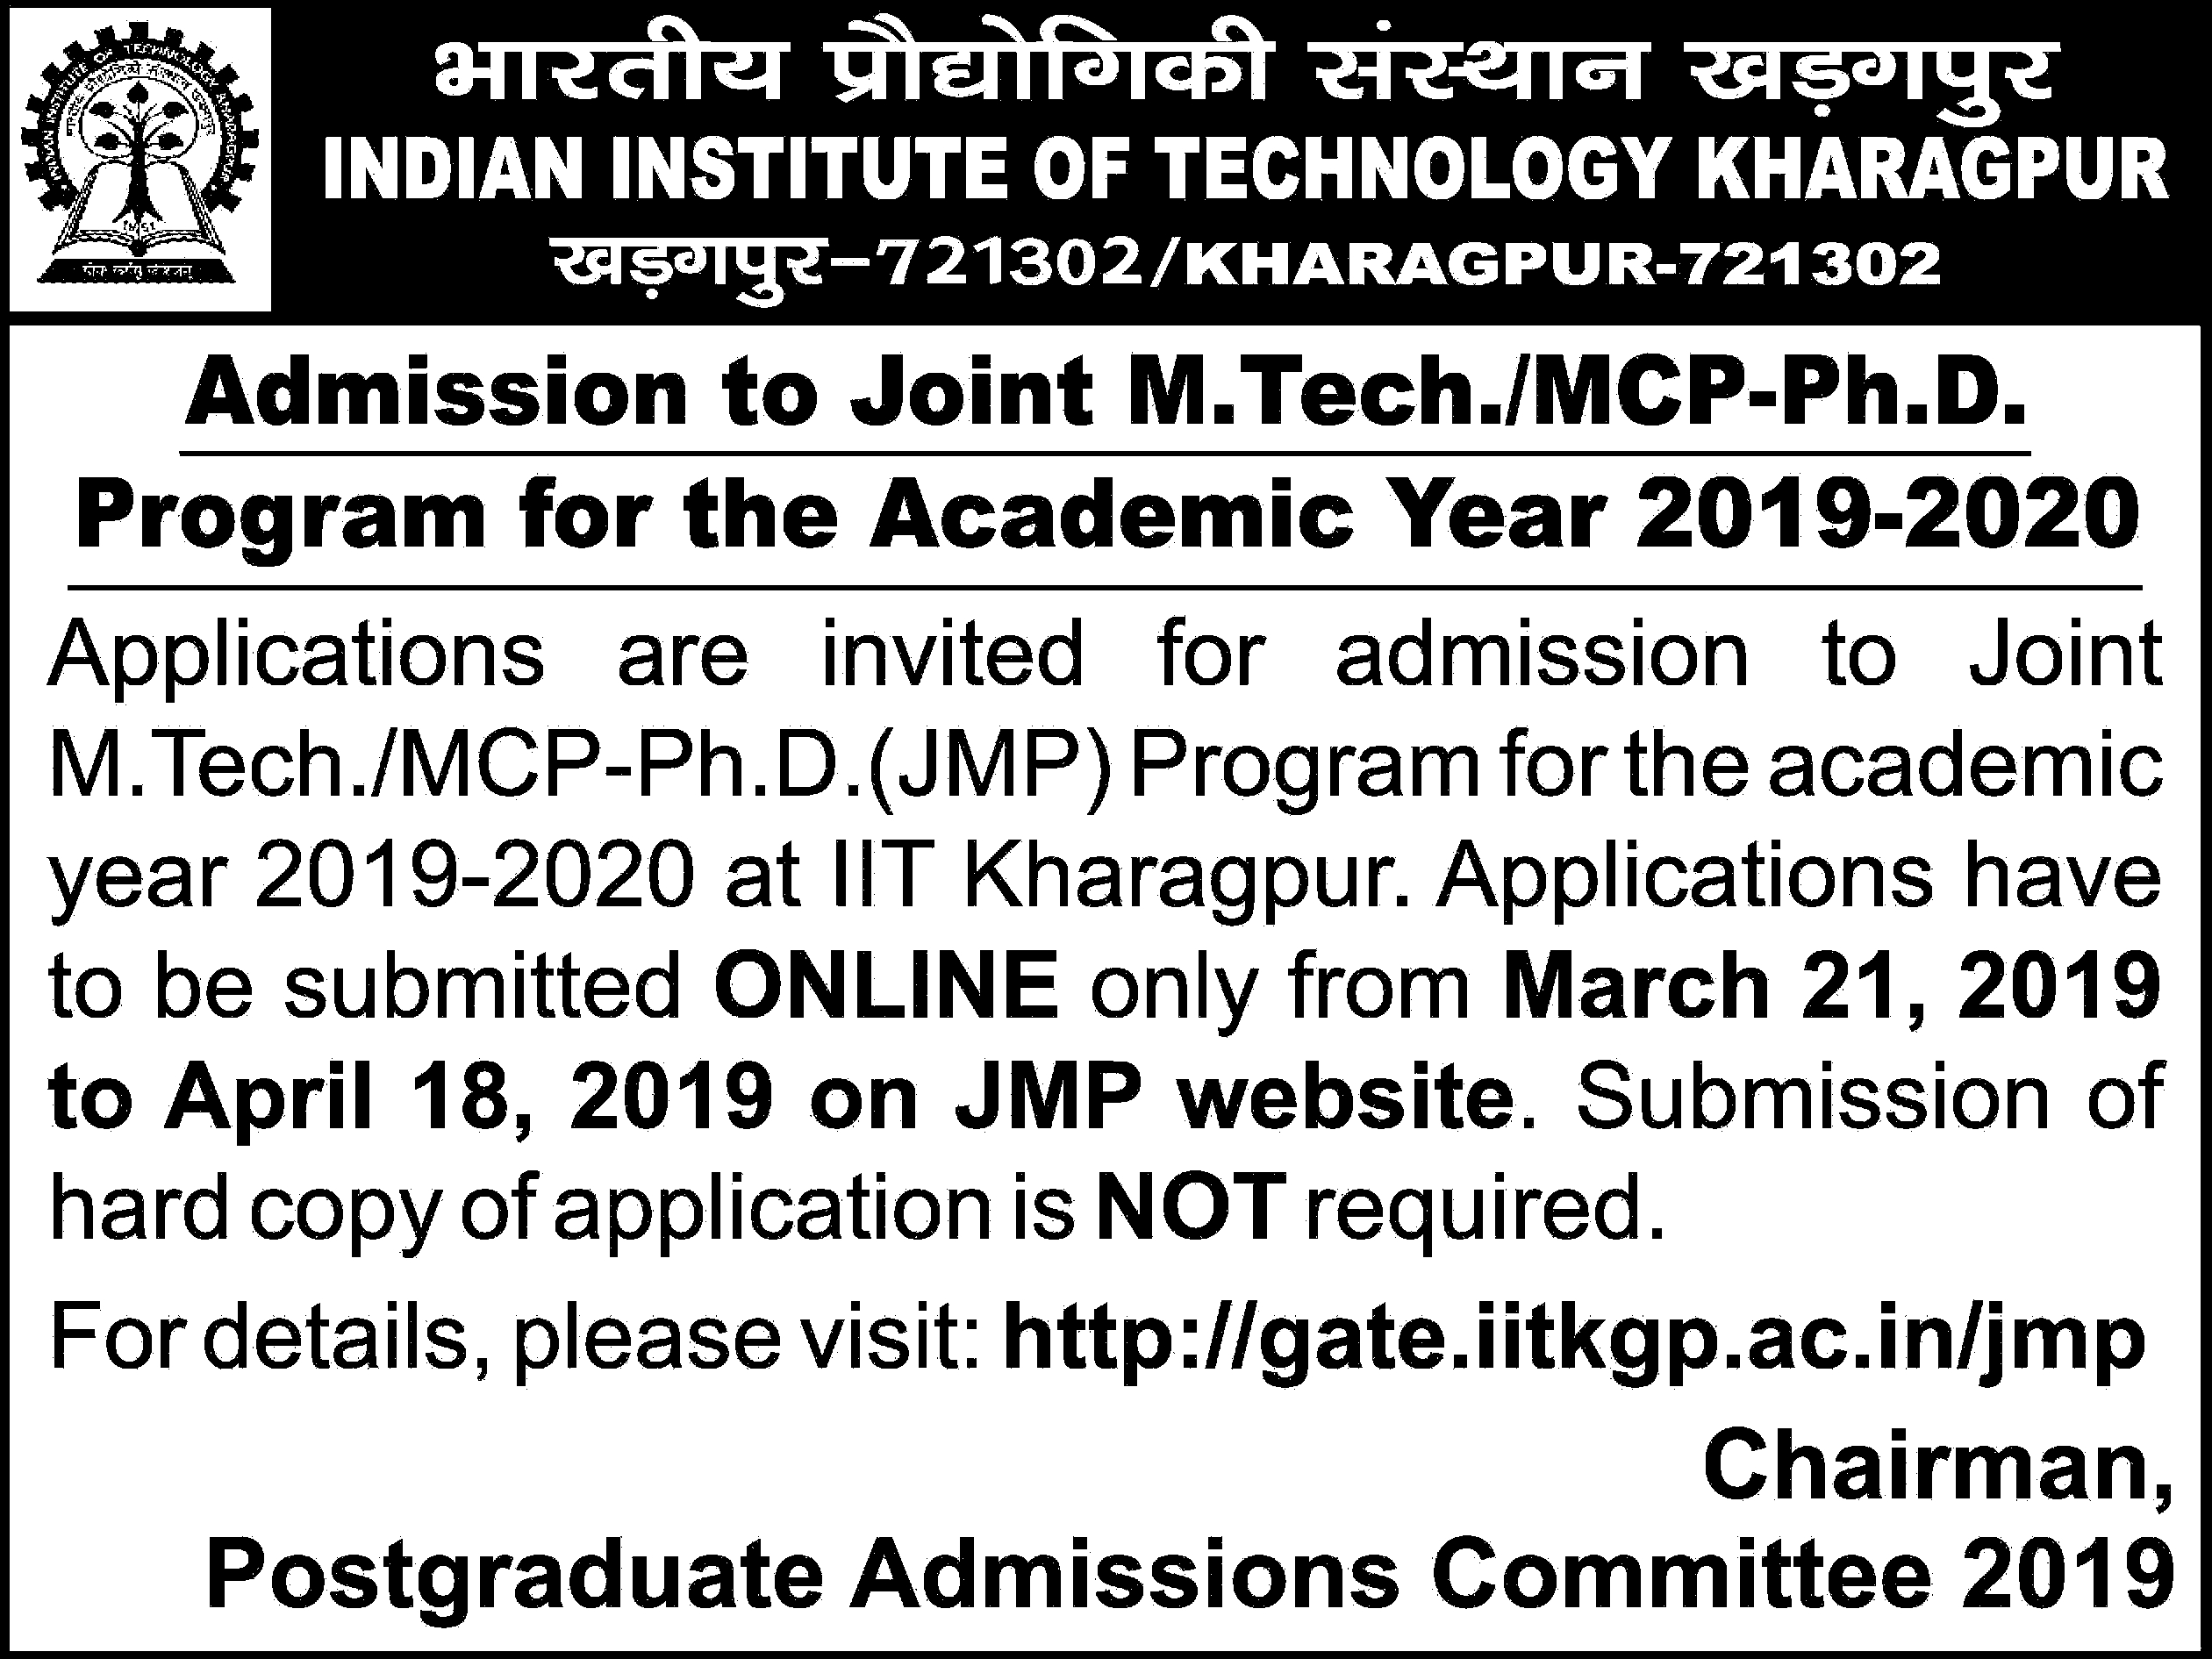 भारतीय प्रौद्योगिकी संस्थान खड़गपुर
INDIAN INSTITUTE OF TECHNOLOGY KHARAGPUR
खड़गपुर-721302/KHARAGPUR-721302
Admission to Joint M.Tech./MCP-Ph.D.
Program for the Academic Year 2019-2020
Applications are invited for admission to Joint
M.Tech./MCP-Ph.D.(JMP) Program for the academic
year 2019-2020 at IIT Kharagpur. Applications have
to be submitted ONLINE only from March 21, 2019
to April 18, 2019 on JMP website. Submission of
hard copy of application is NOT required.
For details, please visit: http://gate.iitkgp.ac.in/jmp
Chairman,
Postgraduate Admissions Committee 2019